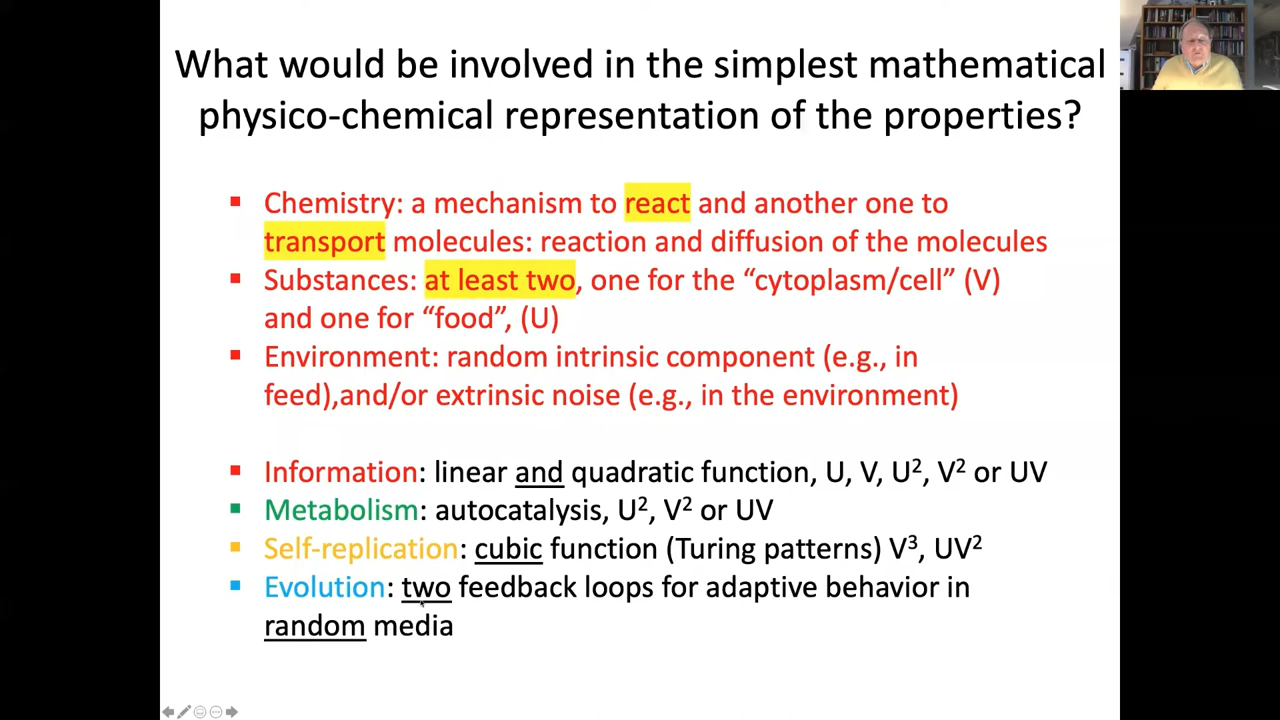 What would be involved in the simplest mathematical
physico-chemical representation of the properties?
▪ Chemistry: a mechanism to react and another one to
transport molecules: reaction and diffusion of the molecules
▪ Substances: at least two, one for the “cytoplasm/cell” (V)
and one for “food”, (U)
▪ Environment: random intrinsic component (e.g., in
feed),and/or extrinsic noise (e.g., in the environment)
▪ Information: linear and quadratic function, U, V, U², V² or UV
▪ Metabolism: autocatalysis, U², V² or UV
▪ Self-replication: cubic function (Turing patterns) V³, UV²
▪ Evolution: two feedback loops for adaptive behavior in
random media